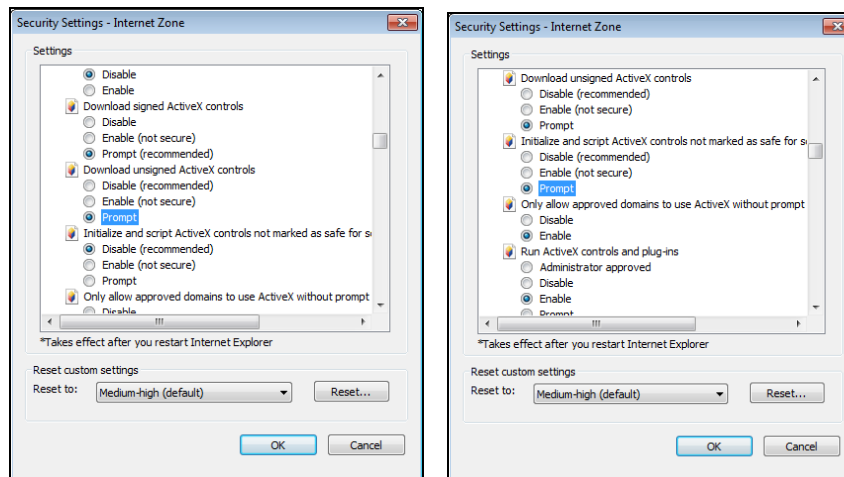 Security Settings - Internet Zone
Settings
Disable
Enable
Download signed ActiveX controls
Disable
Enable (not secure)
Prompt (recommended)
Download unsigned ActiveX controls
Disable (recommended)
Enable (not secure)
Prompt
Initialize and script ActiveX controls not marked as safe for s
Disable (recommended)
Enable (not secure)
Prompt
Only allow approved domains to use ActiveX without prompt
Disable
*Takes effect after you restart Internet Explorer
Reset custom settings
Reset to:
Medium-high (default)
Reset...
OK
Cancel
Security Settings - Internet Zone
Settings
Download unsigned ActiveX controls
Disable (recommended)
Enable (not secure)
Prompt
Initialize and script ActiveX controls not marked as safe for s
Disable (recommended)
Enable (not secure)
Prompt
Only allow approved domains to use ActiveX without prompt
Disable
Enable
Run ActiveX controls and plug-ins
Administrator approved
Disable
Enable
Prompt
*Takes effect after you restart Internet Explorer
Reset custom settings
Reset to:
Medium-high (default)
Reset...
OK
Cancel